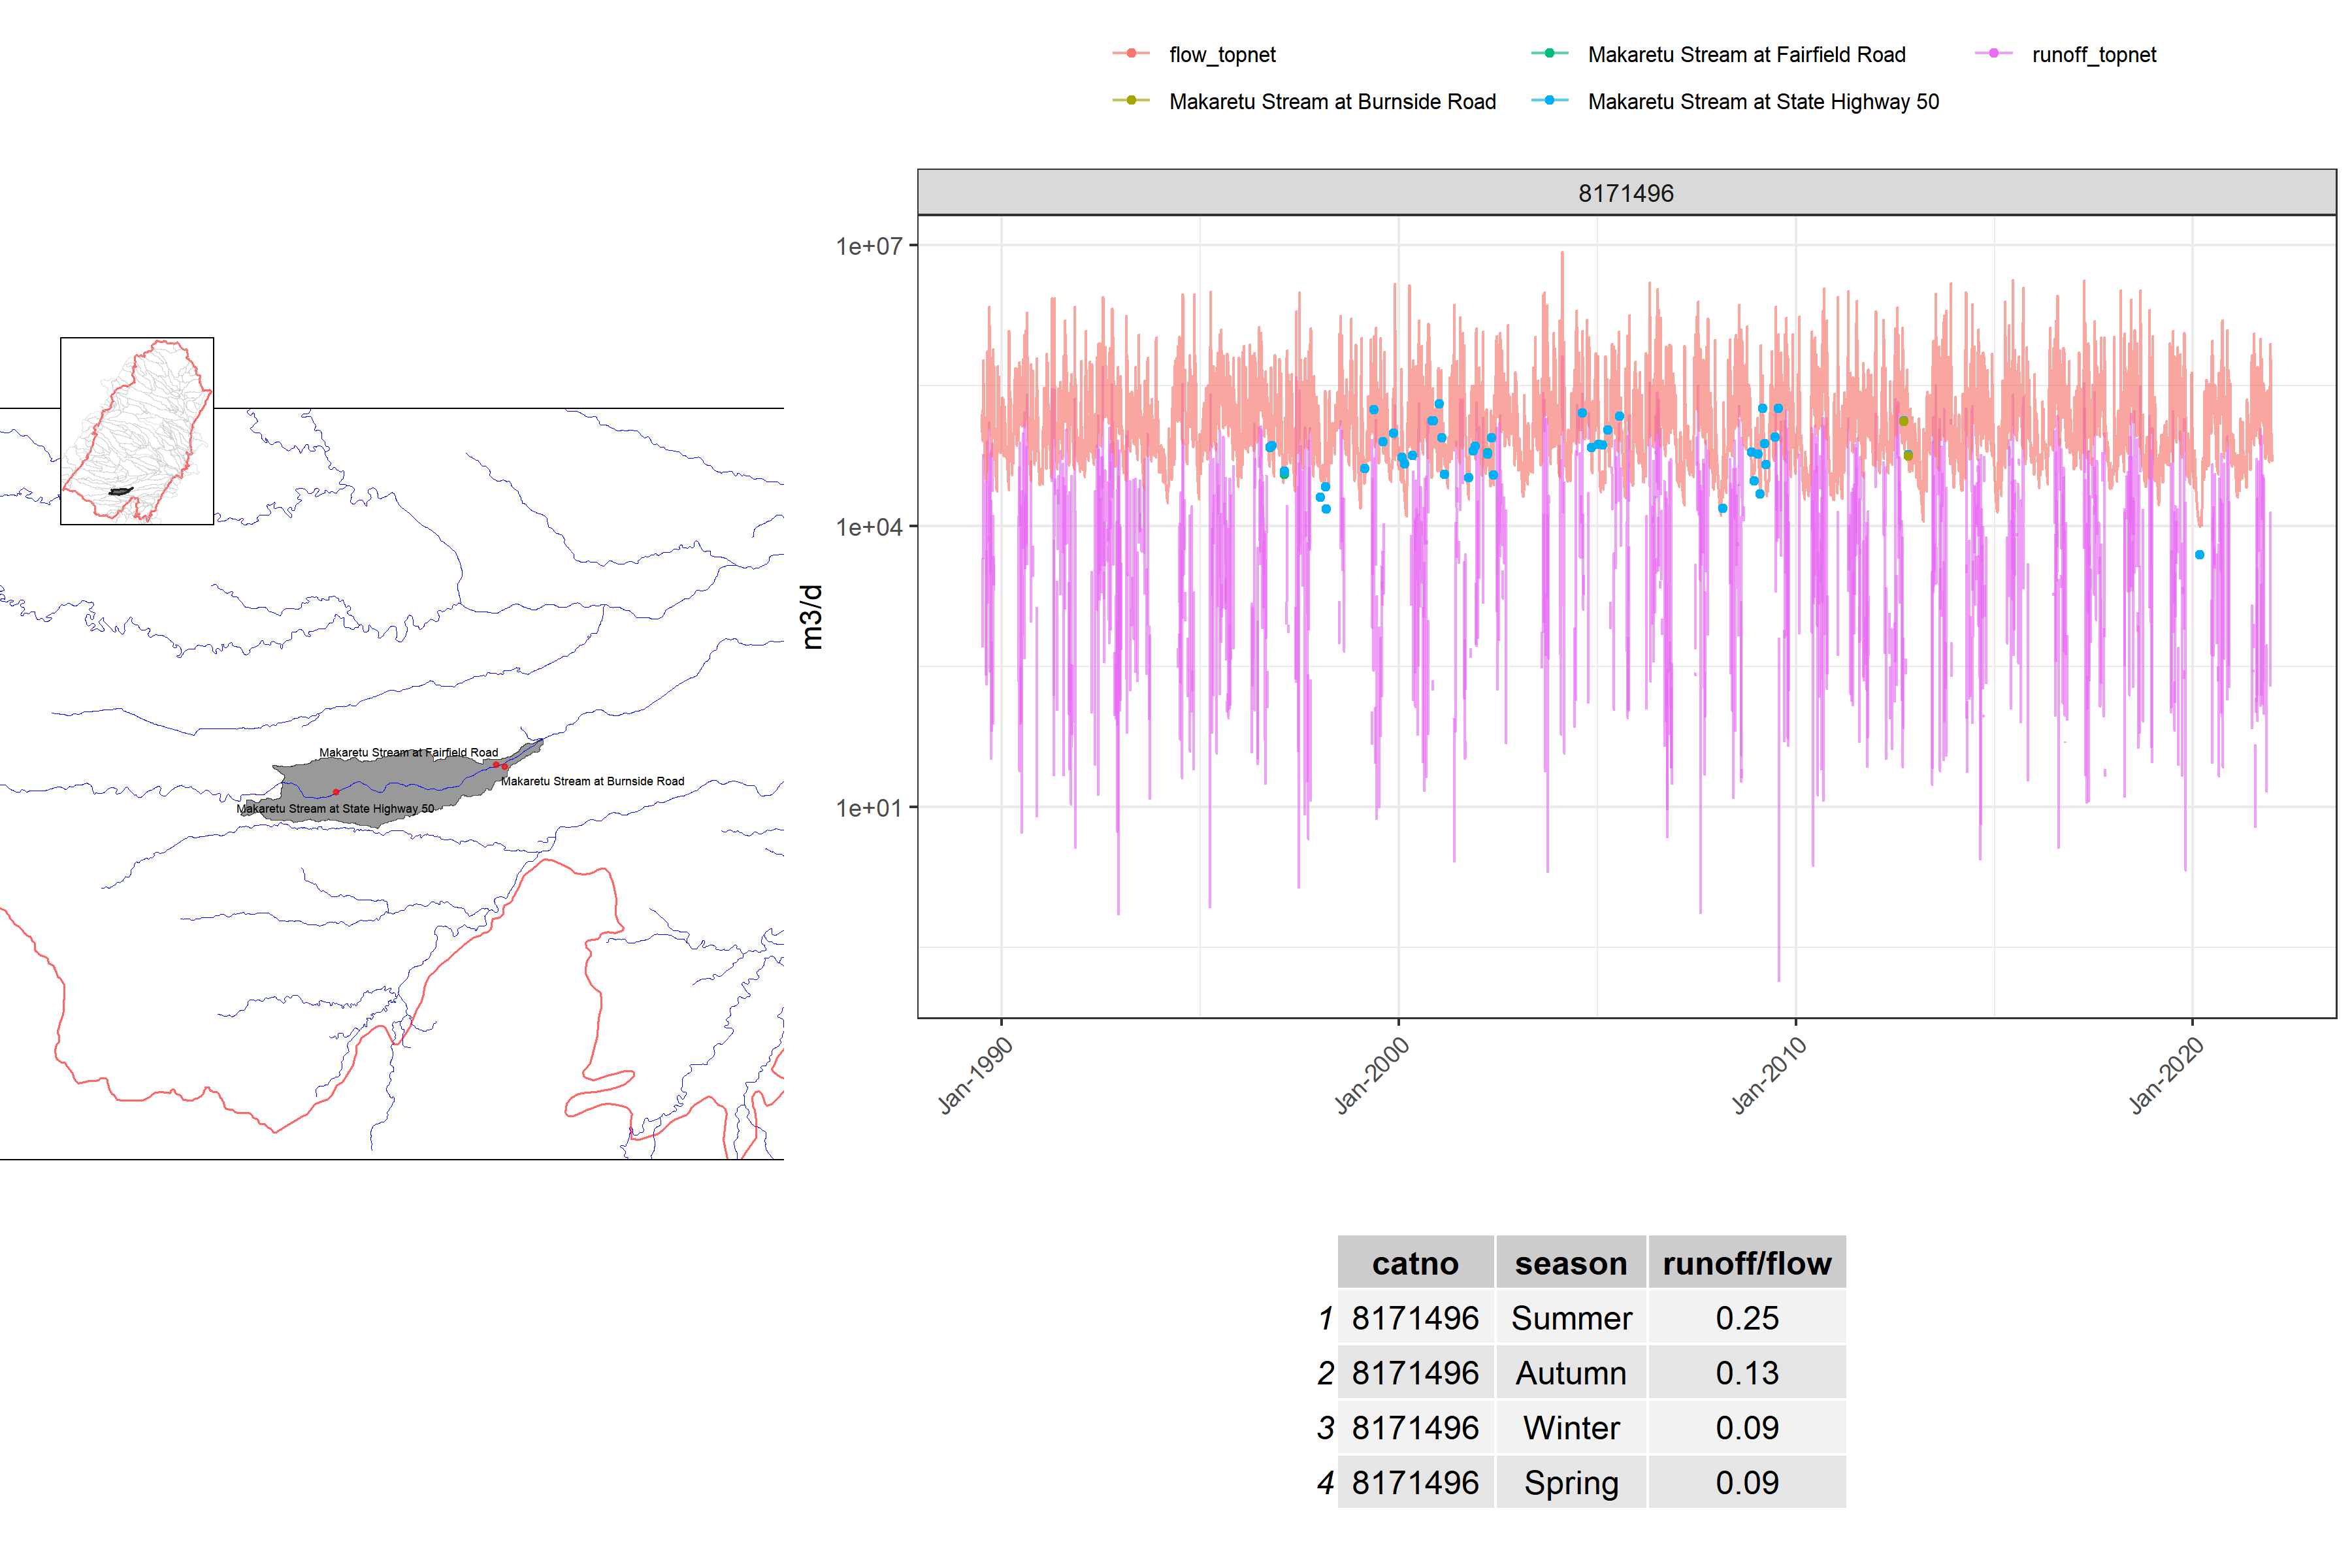 flow_topnet
Makaretu Stream at Fairfield Road
runoff_topnet
Makaretu Stream at Burnside Road
Makaretu Stream at State Highway 50
8171496
1e+07
1e+04
1e+01
m3/d
Jan-1990
Jan-2000
Jan-2010
Jan-2020
Makaretu Stream at Fairfield Road
Makaretu Stream at Burnside Road
Makaretu Stream at State Highway 50
catno season runoff/flow
1 8171496 Summer 0.25
2 8171496 Autumn 0.13
3 8171496 Winter 0.09
4 8171496 Spring 0.09